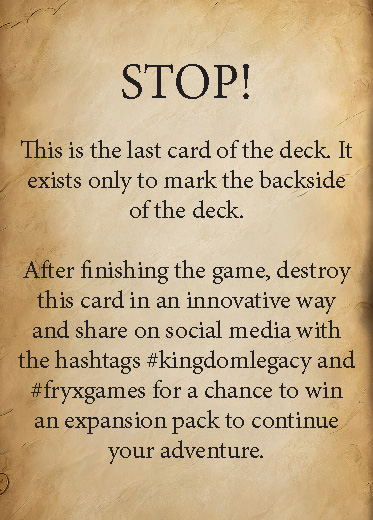 STOP!
This is the last card of the deck. It
exists only to mark the backside
of the deck.
After finishing the game, destroy
this card in an innovative way
and share on social media with
the hashtags #kingdomlegacy and
#fryxgames for a chance to win
an expansion pack to continue
your adventure.